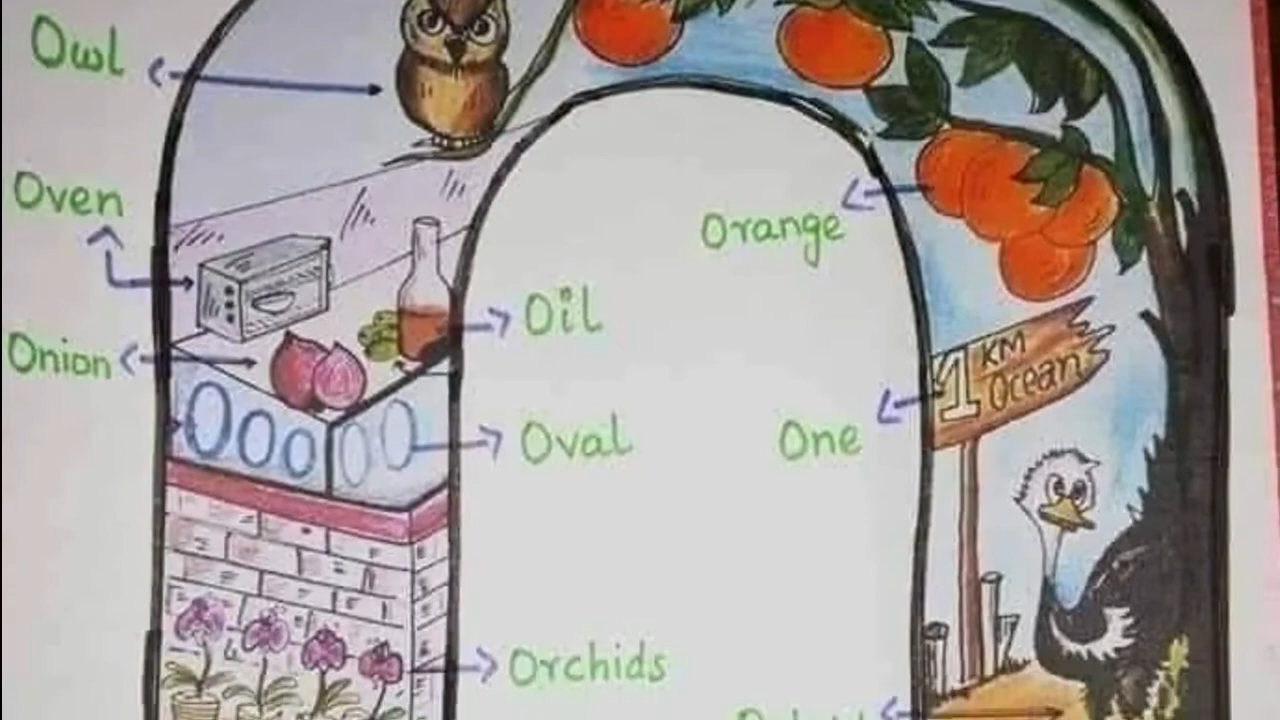 Owl
Oven
Onion
Oil
Oval
Orchids
Orange
1 KM
Ocean
One